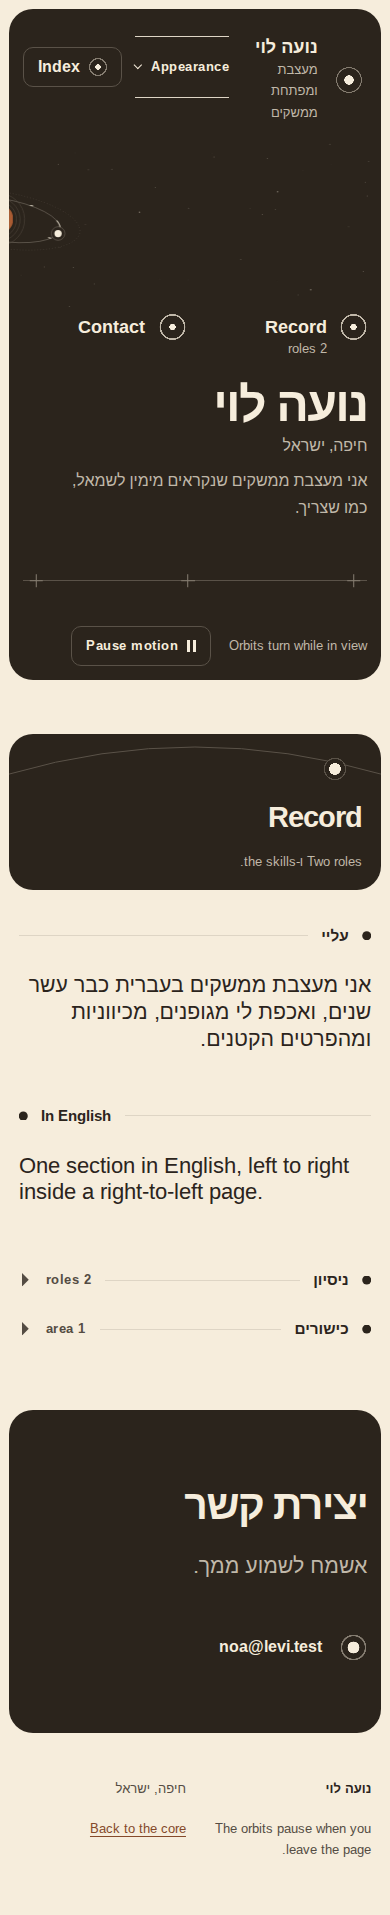 נועה לוי
מעצבת
ומפתחת
ממשקים
Appearance
Index
Record
2 roles
Contact
נועה לוי
חיפה, ישראל
אני מעצבת ממשקים שנקראים מימין לשמאל,
כמו שצריך.
Orbits turn while in view
Pause motion
Record
Two roles ו-the skills.
עליי
אני מעצבת ממשקים בעברית כבר עשר
שנים, ואכפת לי מגופנים, מכיווניות
ומהפרטים הקטנים.
In English
One section in English, left to right
inside a right-to-left page.
ניסיון
2 roles
כישורים
1 area
יצירת קשר
אשמח לשמוע ממך.
noa@levi.test
נועה לוי
The orbits pause when you
leave the page.
חיפה, ישראל
Back to the core